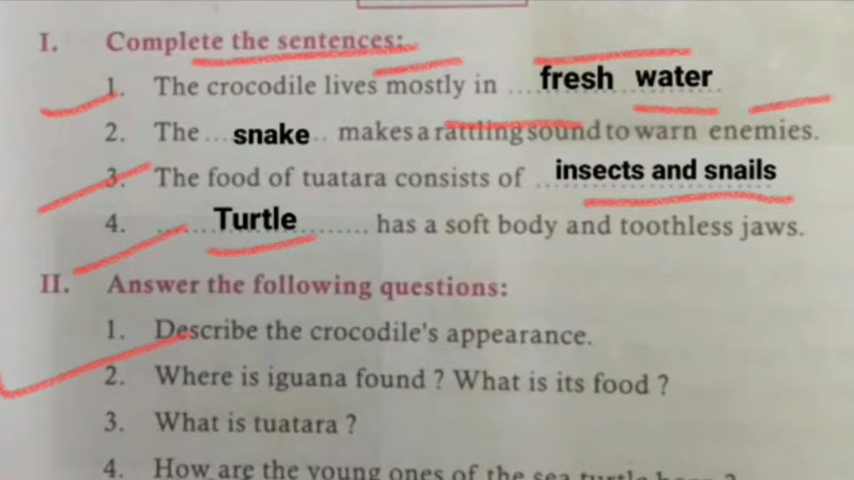 I. Complete the sentences:
1. The crocodile lives mostly in .... fresh water
2. The ... snake .. makes a rattling sound to warn enemies.
3. The food of tuatara consists of ... insects and snails
4. ...... Turtle ........ has a soft body and toothless jaws.
II. Answer the following questions:
1. Describe the crocodile's appearance.
2. Where is iguana found ? What is its food ?
3. What is tuatara ?
4. How are the young ones of the sea turtle